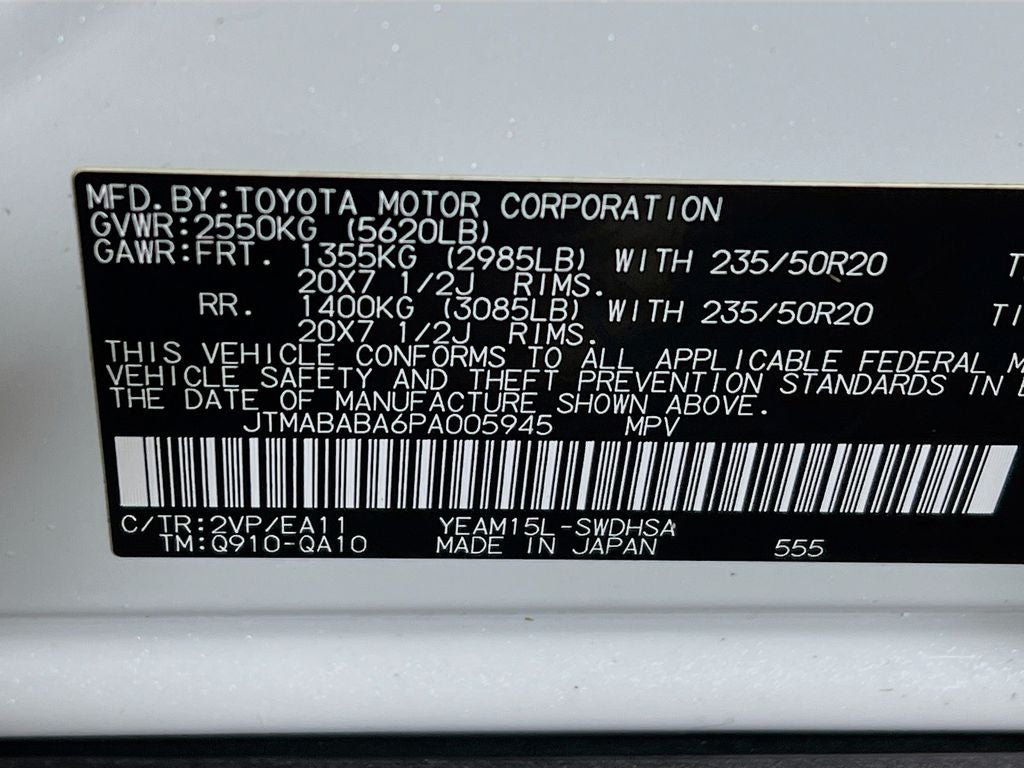 MFD. BY:TOYOTA MOTOR CORPORATION
GVWR:2550KG (5620LB)
GAWR:FRT. 1355KG (2985LB) WITH 235/50R20
20X7 1/2J RIMS.
RR. 1400KG (3085LB) WITH 235/50R20
20X7 1/2J RIMS.
THIS VEHICLE CONFORMS TO ALL APPLICABLE FEDERAL
VEHICLE SAFETY AND THEFT PREVENTION STANDARDS IN
THE DATE OF MANUFACTURE SHOWN ABOVE.
JTMABABA6PA005945 MPV
C/TR:2VP/EA11 YEAM15L-SWDHSA
TM:Q910-QA10 MADE IN JAPAN 555